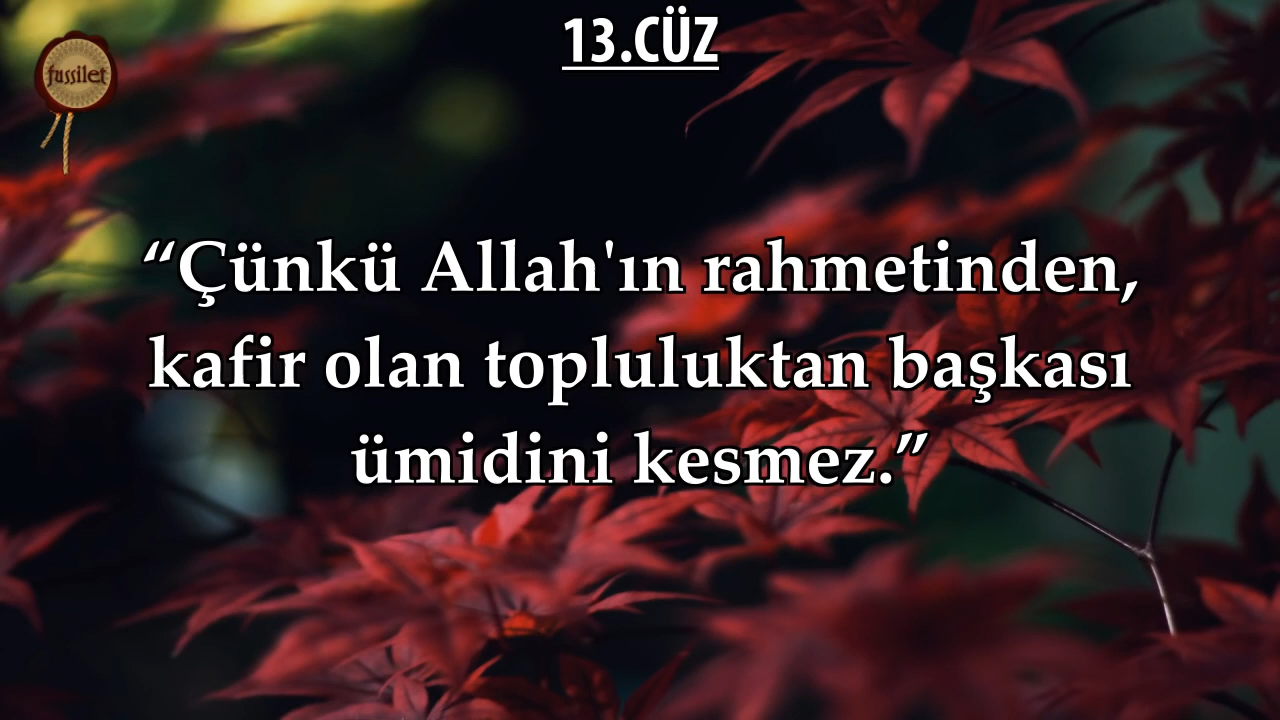 13.CÜZ
fussilet
“Çünkü Allah'ın rahmetinden,
kafir olan topluluktan başkası
ümidini kesmez.”